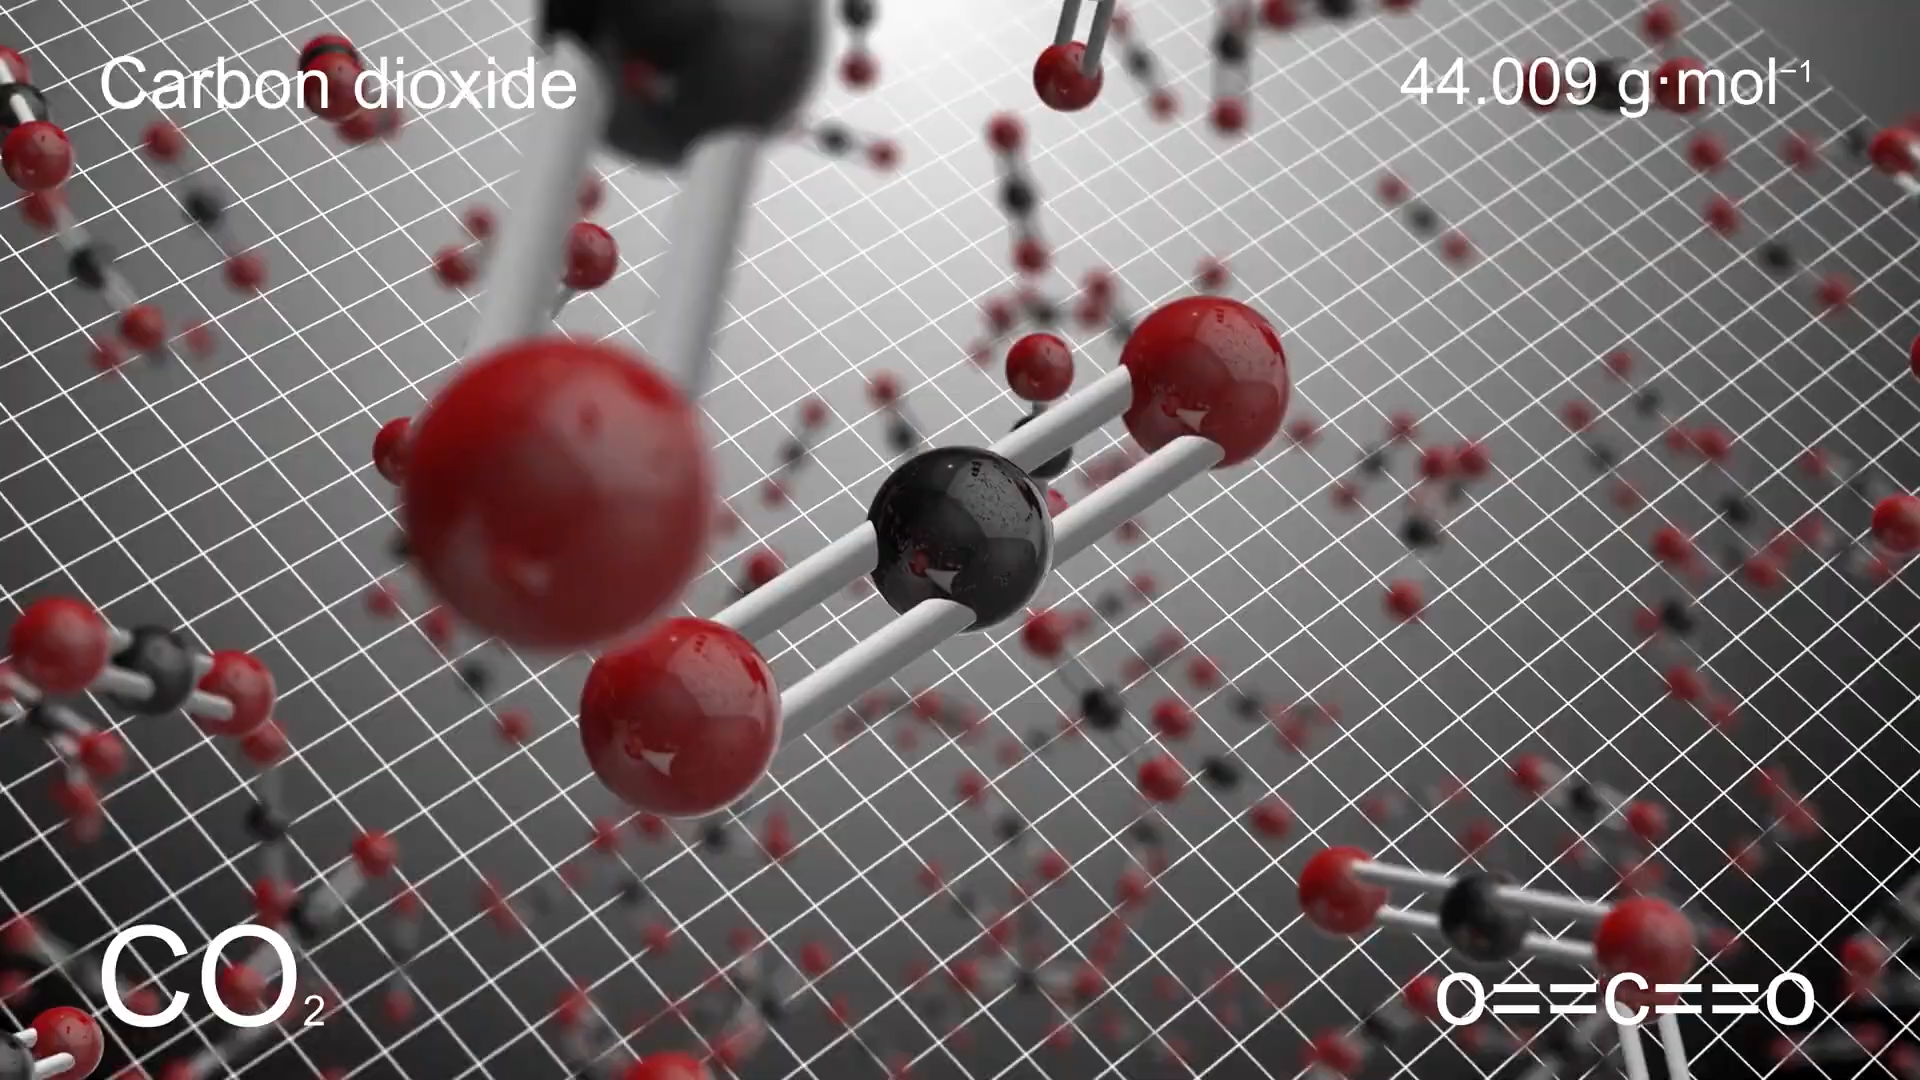 Carbon dioxide
44.009 g·mol⁻¹
CO₂
O==C==O